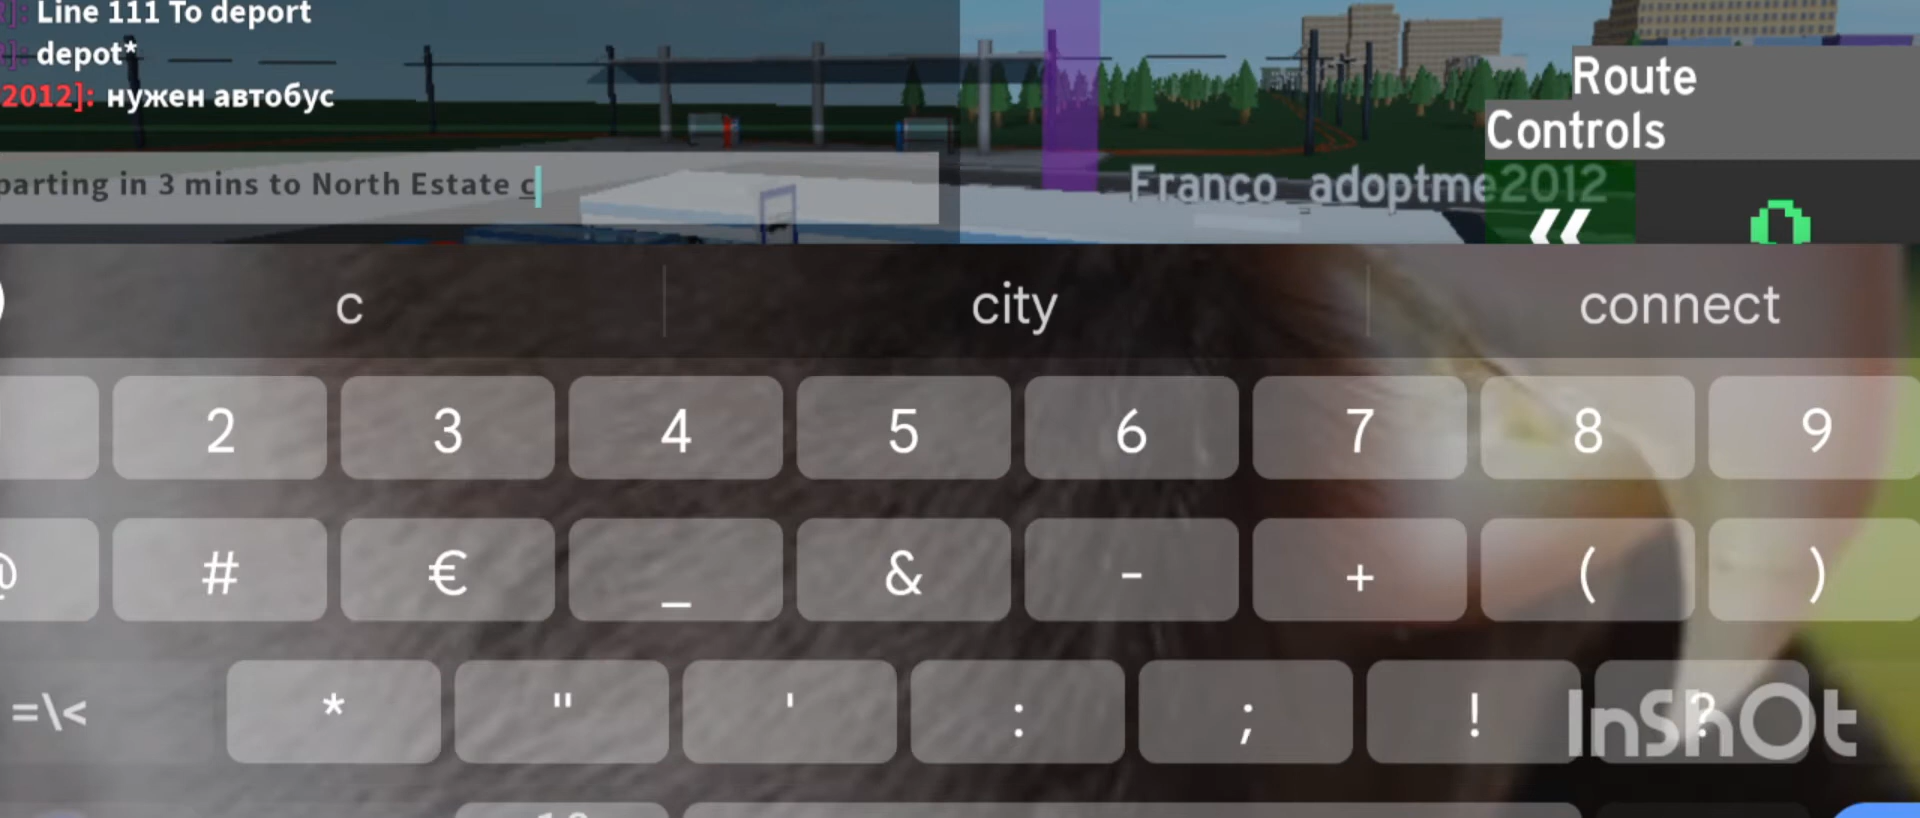 ]: Line 111 To deport
]: depot*
2012]: нужен автобус
parting in 3 mins to North Estate c
Franco_adoptme2012
Route
Controls
«
0
c
city
connect
2 3 4 5 6 7 8 9
@ # € _ & - + ( )
=\< * " ' : ; ! ?
InShOt